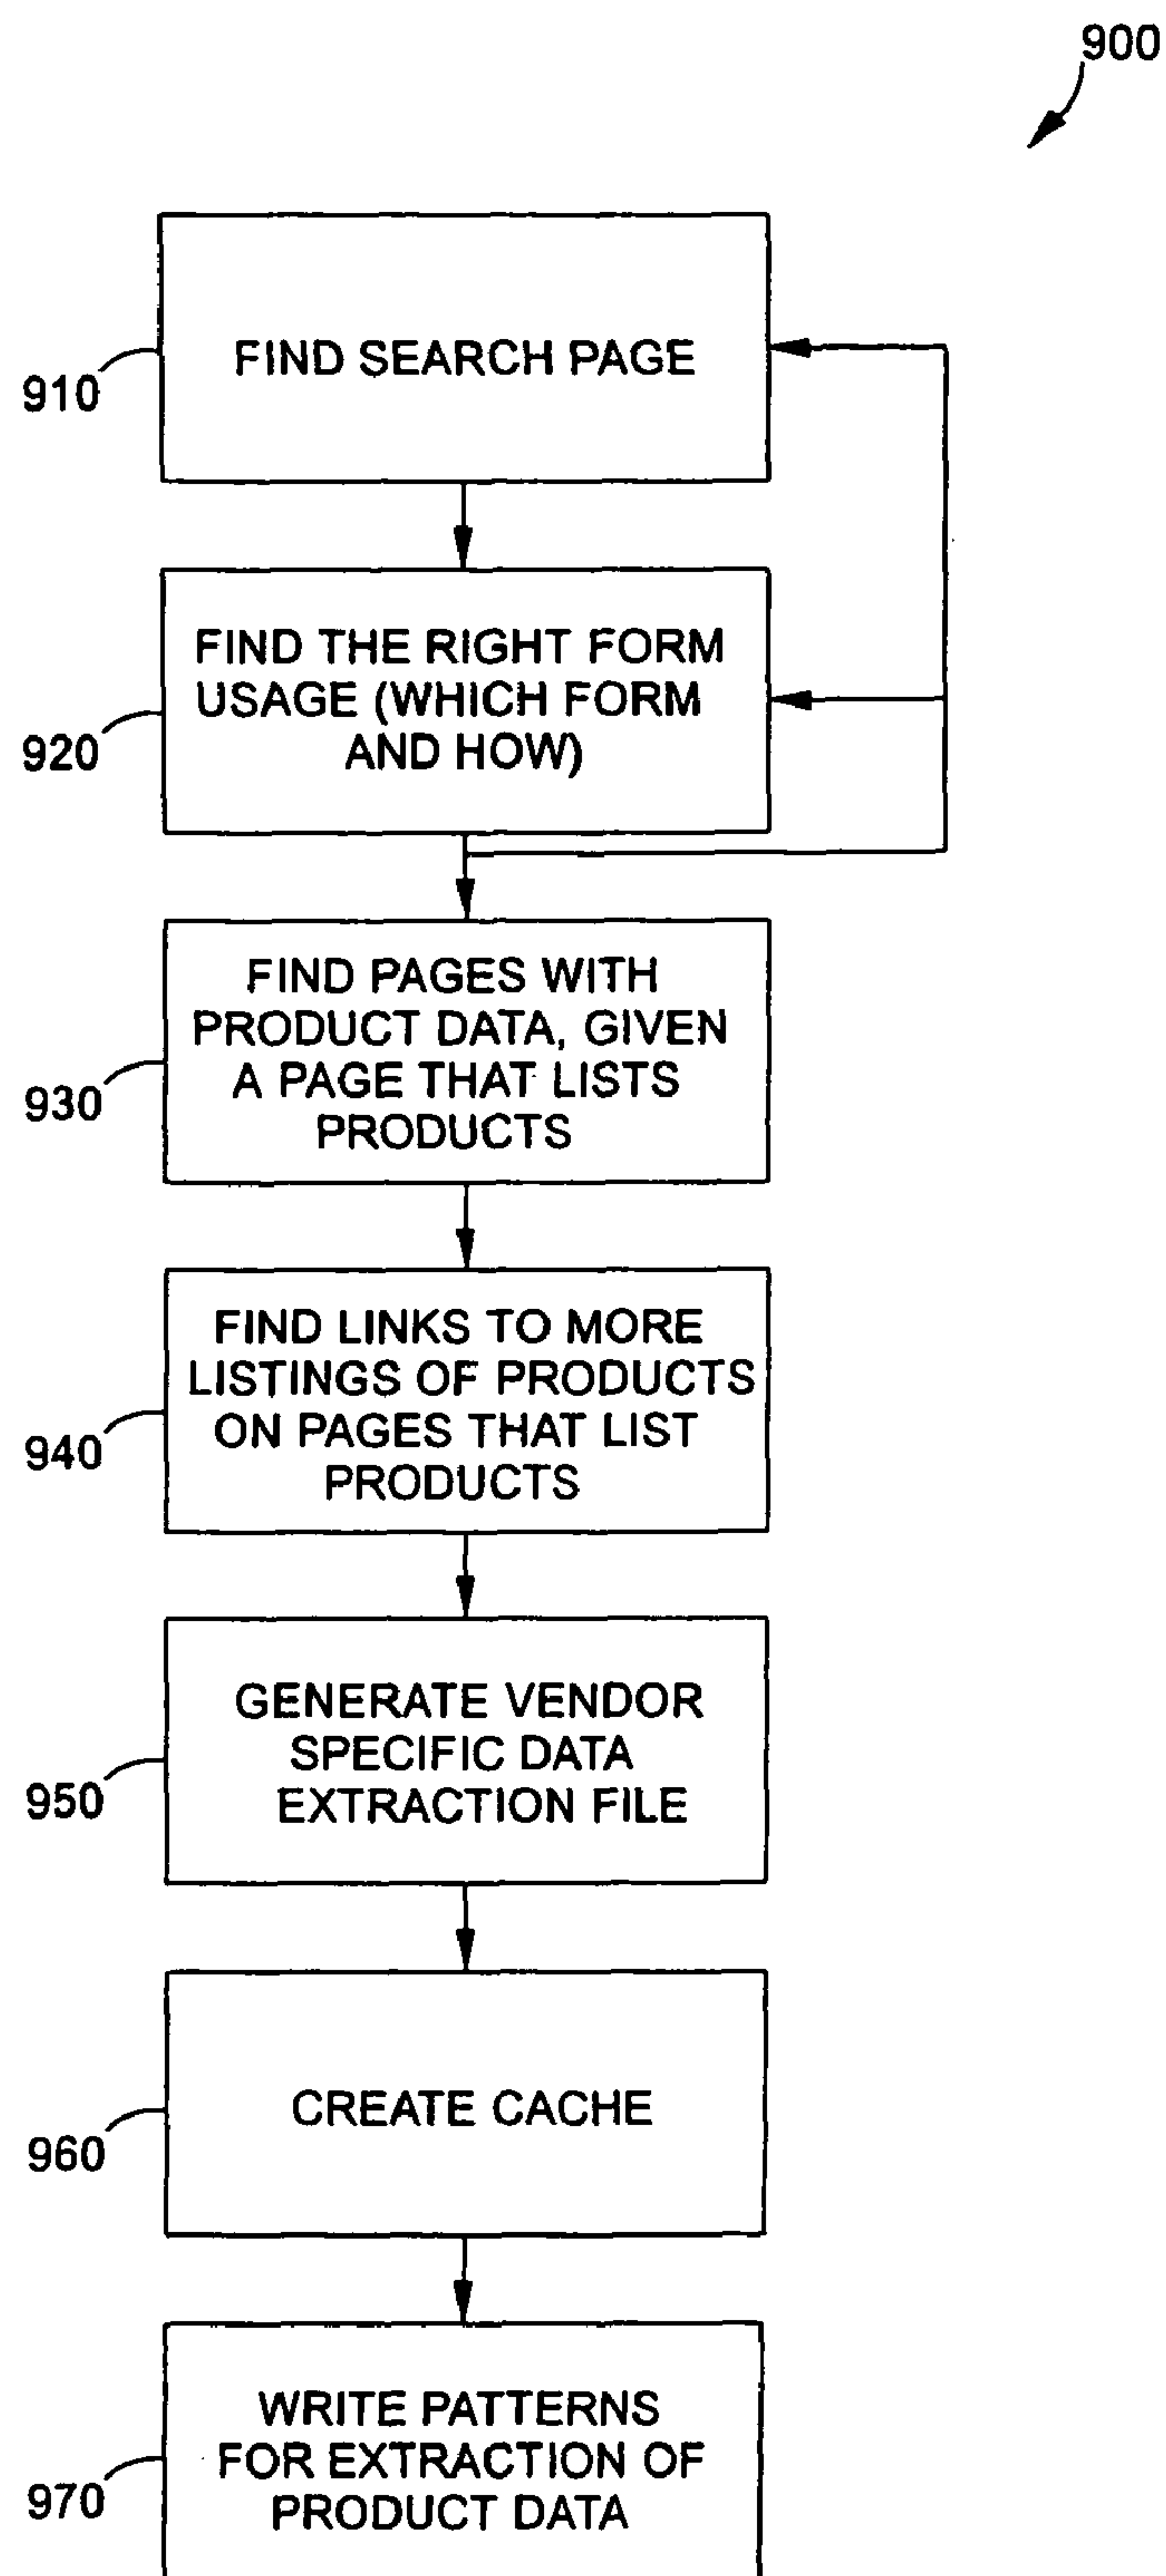 900
FIND SEARCH PAGE
910
FIND THE RIGHT FORM
USAGE (WHICH FORM
AND HOW)
920
FIND PAGES WITH
PRODUCT DATA, GIVEN
A PAGE THAT LISTS
PRODUCTS
930
FIND LINKS TO MORE
LISTINGS OF PRODUCTS
ON PAGES THAT LIST
PRODUCTS
940
GENERATE VENDOR
SPECIFIC DATA
EXTRACTION FILE
950
CREATE CACHE
960
WRITE PATTERNS
FOR EXTRACTION OF
PRODUCT DATA
970